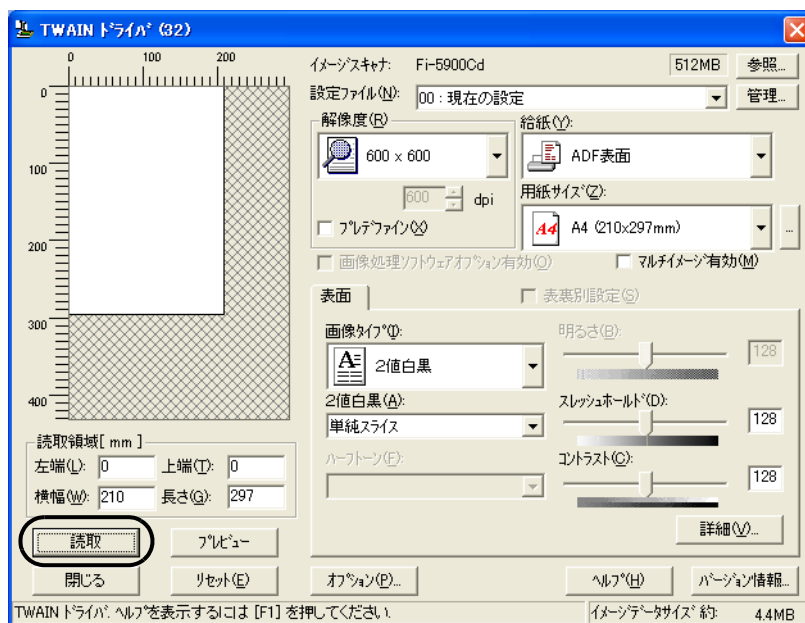 TWAIN ﾄﾞﾗｲﾊﾞ (32)
0 100 200
0
100
200
300
400
ｲﾒｰｼﾞｽｷｬﾅ: Fi-5900Cd 512MB 参照...
設定ﾌｧｲﾙ(N): 00 : 現在の設定 管理...
解像度(R)
600 × 600
600 dpi
ﾌﾟﾚﾃﾞﾌｧｲﾝ(X)
給紙(Y):
ADF表面
用紙ｻｲｽﾞ(Z):
A4 A4 (210x297mm) ...
画像処理ｿﾌﾄｳｪｱｵﾌﾟｼｮﾝ有効(O) ﾏﾙﾁｲﾒｰｼﾞ有効(M)
表面 表裏別設定(S)
画像ﾀｲﾌﾟ(I):
A 2値白黒
2値白黒(A):
単純ｽﾗｲｽ
ﾊｰﾌﾄｰﾝ(F):
明るさ(B):
128
ｽﾚｯｼｭﾎｰﾙﾄﾞ(D):
128
ｺﾝﾄﾗｽﾄ(C):
128
詳細(V)...
読取領域[ mm ]
左端(L): 0 上端(T): 0
横幅(W): 210 長さ(G): 297
読取 ﾌﾟﾚﾋﾞｭｰ
閉じる ﾘｾｯﾄ(E) ｵﾌﾟｼｮﾝ(P)... ﾍﾙﾌﾟ(H) ﾊﾞｰｼﾞｮﾝ情報...
TWAIN ﾄﾞﾗｲﾊﾞ. ﾍﾙﾌﾟを表示するには [F1] を押してください. ｲﾒｰｼﾞﾃﾞｰﾀｻｲｽﾞ 約: 4.4MB